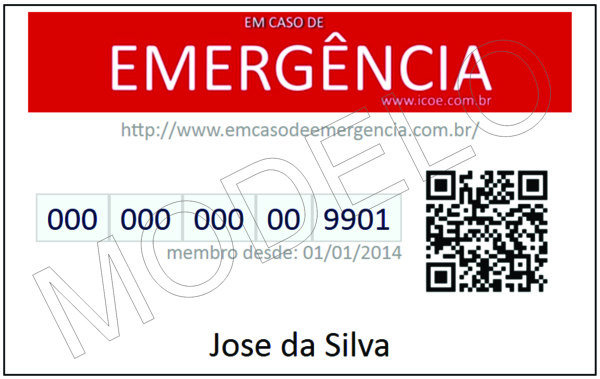 EM CASO DE
EMERGÊNCIA
www.icoe.com.br
http://www.emcasodeemergencia.com.br/
000 000 000 00 9901
membro desde: 01/01/2014
MODELO
Jose da Silva